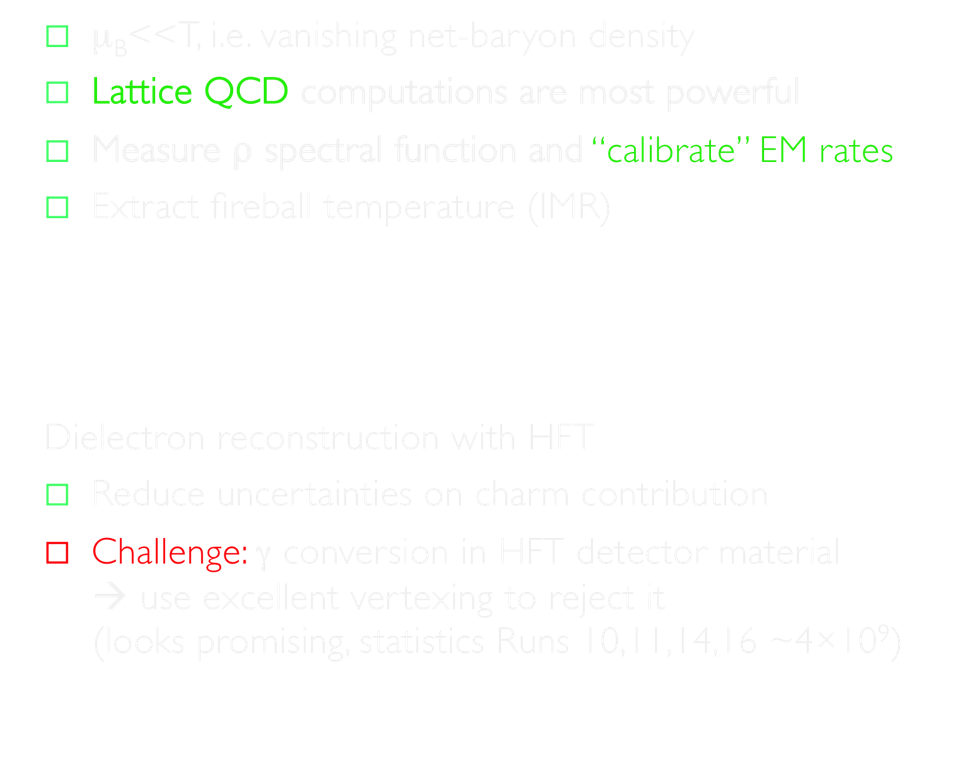 □ μB<<T, i.e. vanishing net-baryon density
□ Lattice QCD computations are most powerful
□ Measure ρ spectral function and “calibrate” EM rates
□ Extract fireball temperature (IMR)
Dielectron reconstruction with HFT
□ Reduce uncertainties on charm contribution
□ Challenge: γ conversion in HFT detector material
→ use excellent vertexing to reject it
(looks promising, statistics Runs 10,11,14,16 ~4×10⁹)